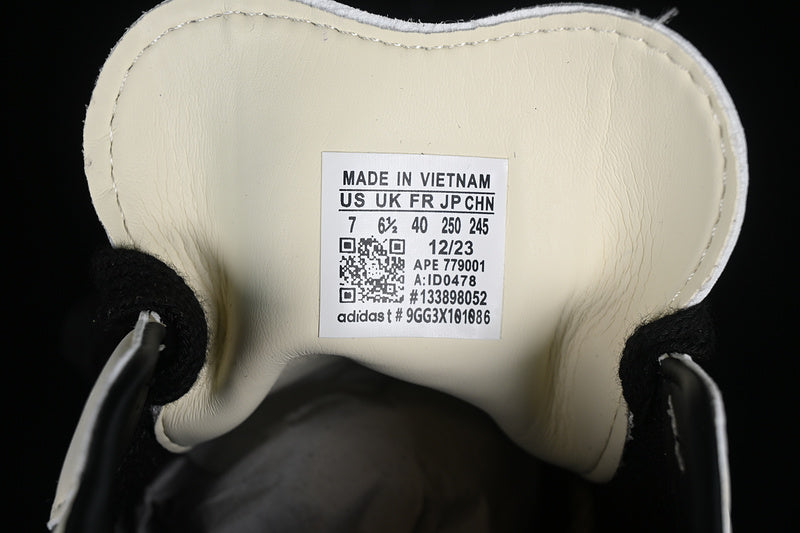 MADE IN VIETNAM
US UK FR JP CHN
7 6½ 40 250 245
12/23
APE 779001
A:ID0478
#133898052
adidas t# 9GG3X101086